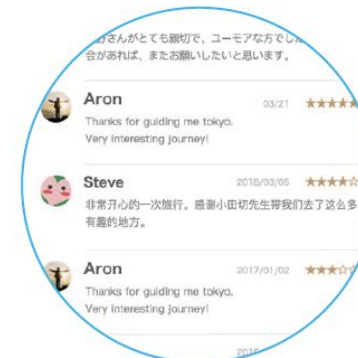 さんがとても親切で、ユーモアな方でし
会があれば、またお願いしたいと思います。
Aron
03/21
Thanks for guiding me tokyo.
Very interesting journey!
Steve
2018/03/05
非常开心的一次旅行。感谢小田切先生带我们去了这么多
有趣的地方。
Aron
2017/01/02
Thanks for guiding me tokyo.
Very interesting journey!